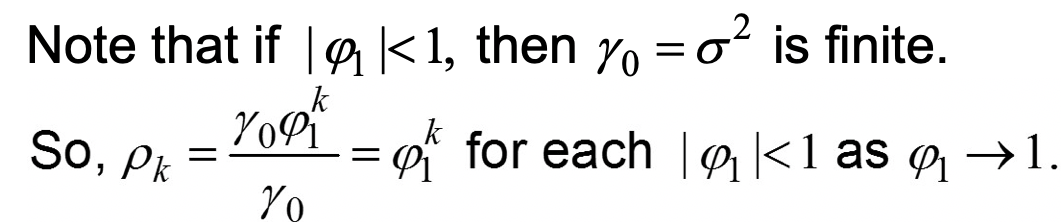 Note that if |φ₁|<1, then γ₀ = σ² is finite.
So, ρₖ = γ₀φ₁ᵏ / γ₀ = φ₁ᵏ for each |φ₁|<1 as φ₁ → 1.